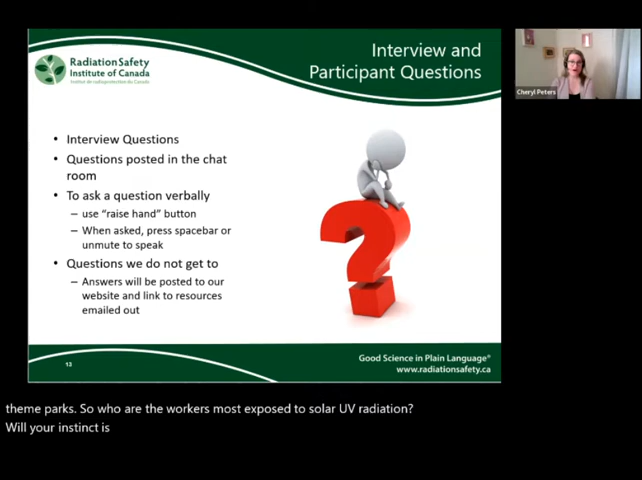 Radiation Safety
Institute of Canada
Institut de radioprotection du Canada
Interview and
Participant Questions
Cheryl Peters
• Interview Questions
• Questions posted in the chat
room
• To ask a question verbally
– use “raise hand” button
– When asked, press spacebar or
unmute to speak
• Questions we do not get to
– Answers will be posted to our
website and link to resources
emailed out
13
Good Science in Plain Language®
www.radiationsafety.ca
theme parks. So who are the workers most exposed to solar UV radiation?
Will your instinct is